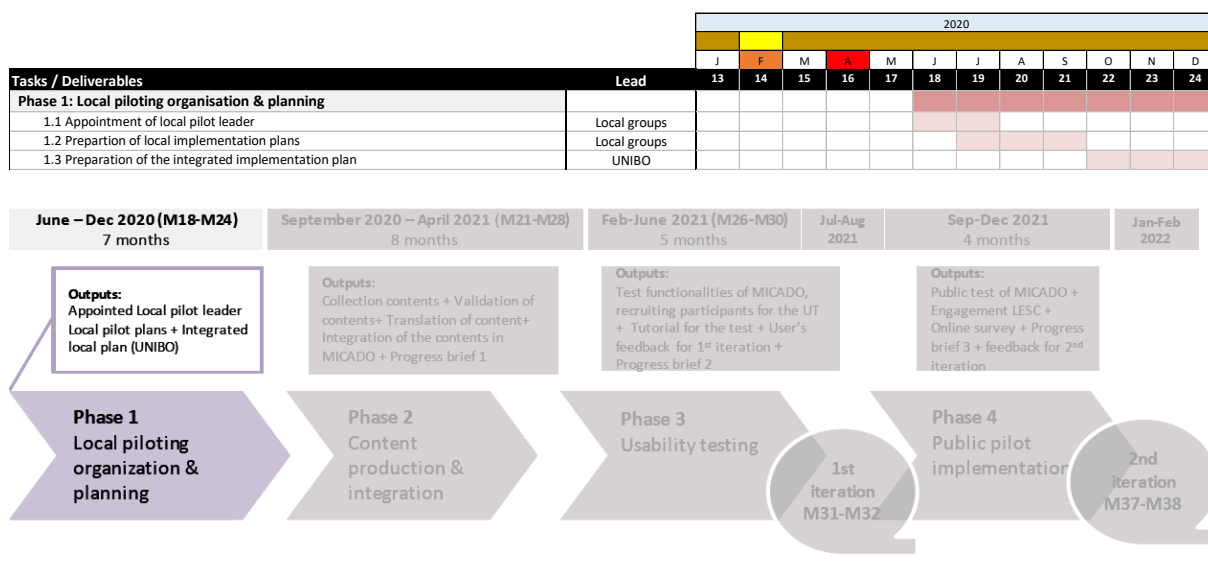 2020
J F M A M J J A S O N D
Tasks / Deliverables Lead 13 14 15 16 17 18 19 20 21 22 23 24
Phase 1: Local piloting organisation & planning
1.1 Appointment of local pilot leader Local groups
1.2 Prepartion of local implementation plans Local groups
1.3 Preparation of the integrated implementation plan UNIBO
June – Dec 2020 (M18-M24)
7 months
September 2020 – April 2021 (M21-M28)
8 months
Feb-June 2021 (M26-M30)
5 months
Jul-Aug
2021
Sep-Dec 2021
4 months
Jan-Feb
2022
Outputs:
Appointed Local pilot leader
Local pilot plans + Integrated
local plan (UNIBO)
Outputs:
Collection contents + Validation of
contents+ Translation of content+
Integration of the contents in
MICADO + Progress brief 1
Outputs:
Test functionalities of MICADO,
recruiting participants for the UT
+ Tutorial for the test + User's
feedback for 1st iteration +
Progress brief 2
Outputs:
Public test of MICADO +
Engagement LESC +
Online survey + Progress
brief 3 + feedback for 2nd
iteration
Phase 1
Local piloting
organization &
planning
Phase 2
Content
production &
integration
Phase 3
Usability testing
1st
iteration
M31-M32
Phase 4
Public pilot
implementation
2nd
iteration
M37-M38